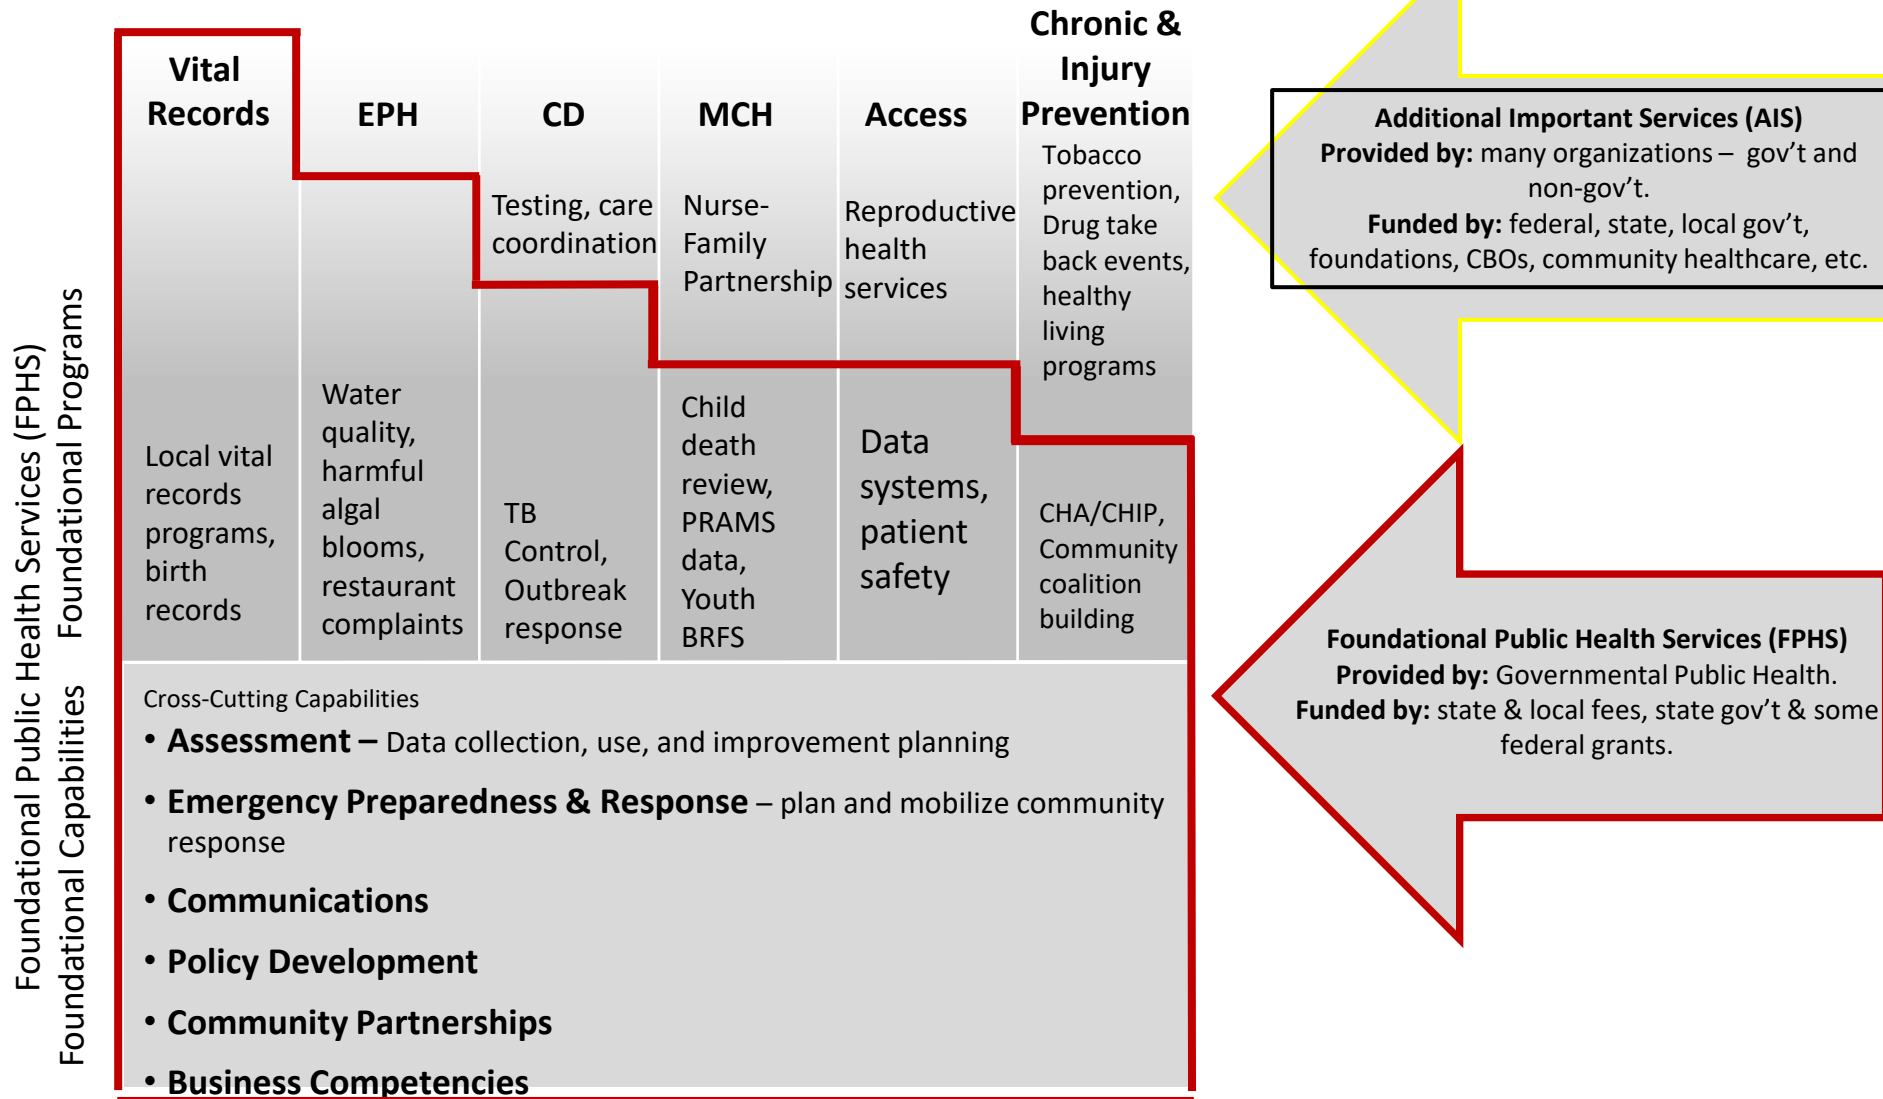 Chronic &
Injury
Prevention
Vital
Records
EPH
CD
MCH
Access
Testing, care
coordination
Nurse-
Family
Partnership
Reproductive
health
services
Tobacco
prevention,
Drug take
back events,
healthy
living
programs
Local vital
records
programs,
birth
records
Water
quality,
harmful
algal
blooms,
restaurant
complaints
TB
Control,
Outbreak
response
Child
death
review,
PRAMS
data,
Youth
BRFS
Data
systems,
patient
safety
CHA/CHIP,
Community
coalition
building
Cross-Cutting Capabilities
• Assessment – Data collection, use, and improvement planning
• Emergency Preparedness & Response – plan and mobilize community
response
• Communications
• Policy Development
• Community Partnerships
• Business Competencies
Foundational Public Health Services (FPHS)
Foundational Capabilities    Foundational Programs
Additional Important Services (AIS)
Provided by: many organizations – gov’t and
non-gov’t.
Funded by: federal, state, local gov’t,
foundations, CBOs, community healthcare, etc.
Foundational Public Health Services (FPHS)
Provided by: Governmental Public Health.
Funded by: state & local fees, state gov’t & some
federal grants.